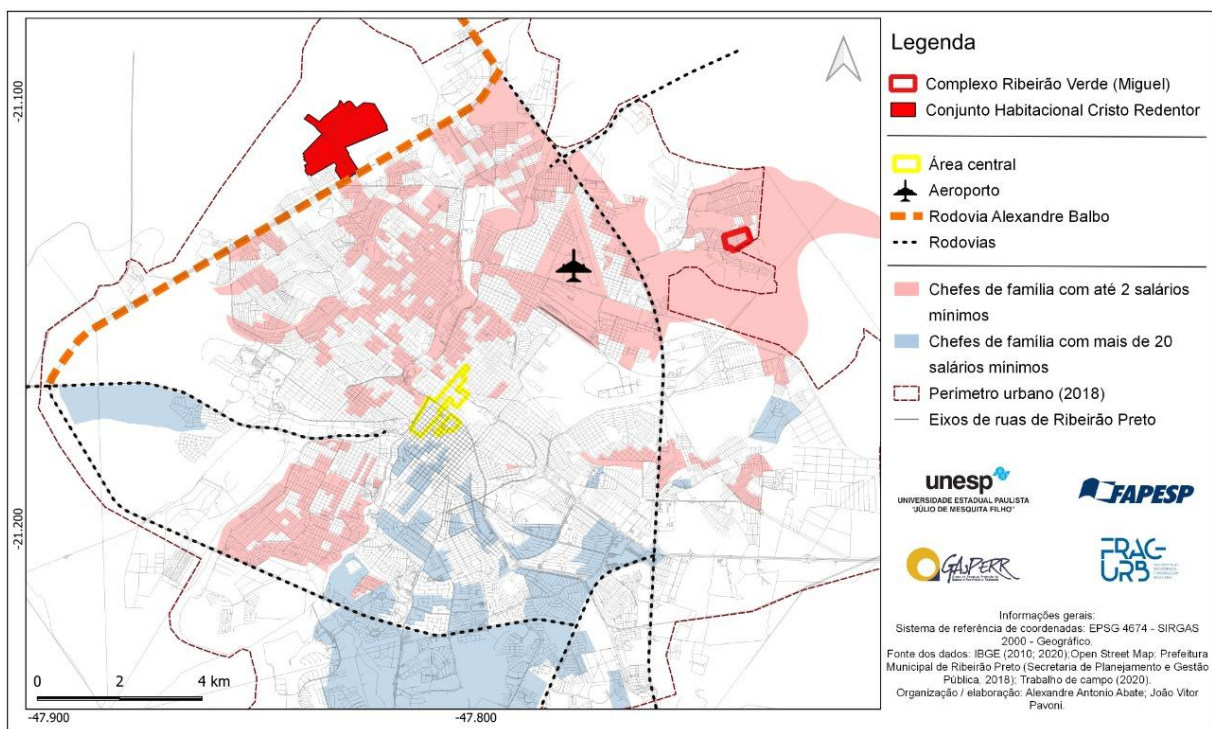 -21.100
-21.200
0 2 4 km
-47.900
-47.800
Legenda
Complexo Ribeirão Verde (Miguel)
Conjunto Habitacional Cristo Redentor
Área central
Aeroporto
Rodovia Alexandre Balbo
Rodovias
Chefes de família com até 2 salários
mínimos
Chefes de família com mais de 20
salários mínimos
Perímetro urbano (2018)
Eixos de ruas de Ribeirão Preto
unesp
UNIVERSIDADE ESTADUAL PAULISTA
"JÚLIO DE MESQUITA FILHO"
FAPESP
GAsPERR
FRAG-
URB
Informações gerais:
Sistema de referência de coordenadas: EPSG 4674 - SIRGAS
2000 - Geográfico.
Fonte dos dados: IBGE (2010; 2020);Open Street Map; Prefeitura
Municipal de Ribeirão Preto (Secretaria de Planejamento e Gestão
Pública, 2018); Trabalho de campo (2020).
Organização / elaboração: Alexandre Antonio Abate; João Vitor
Pavoni.